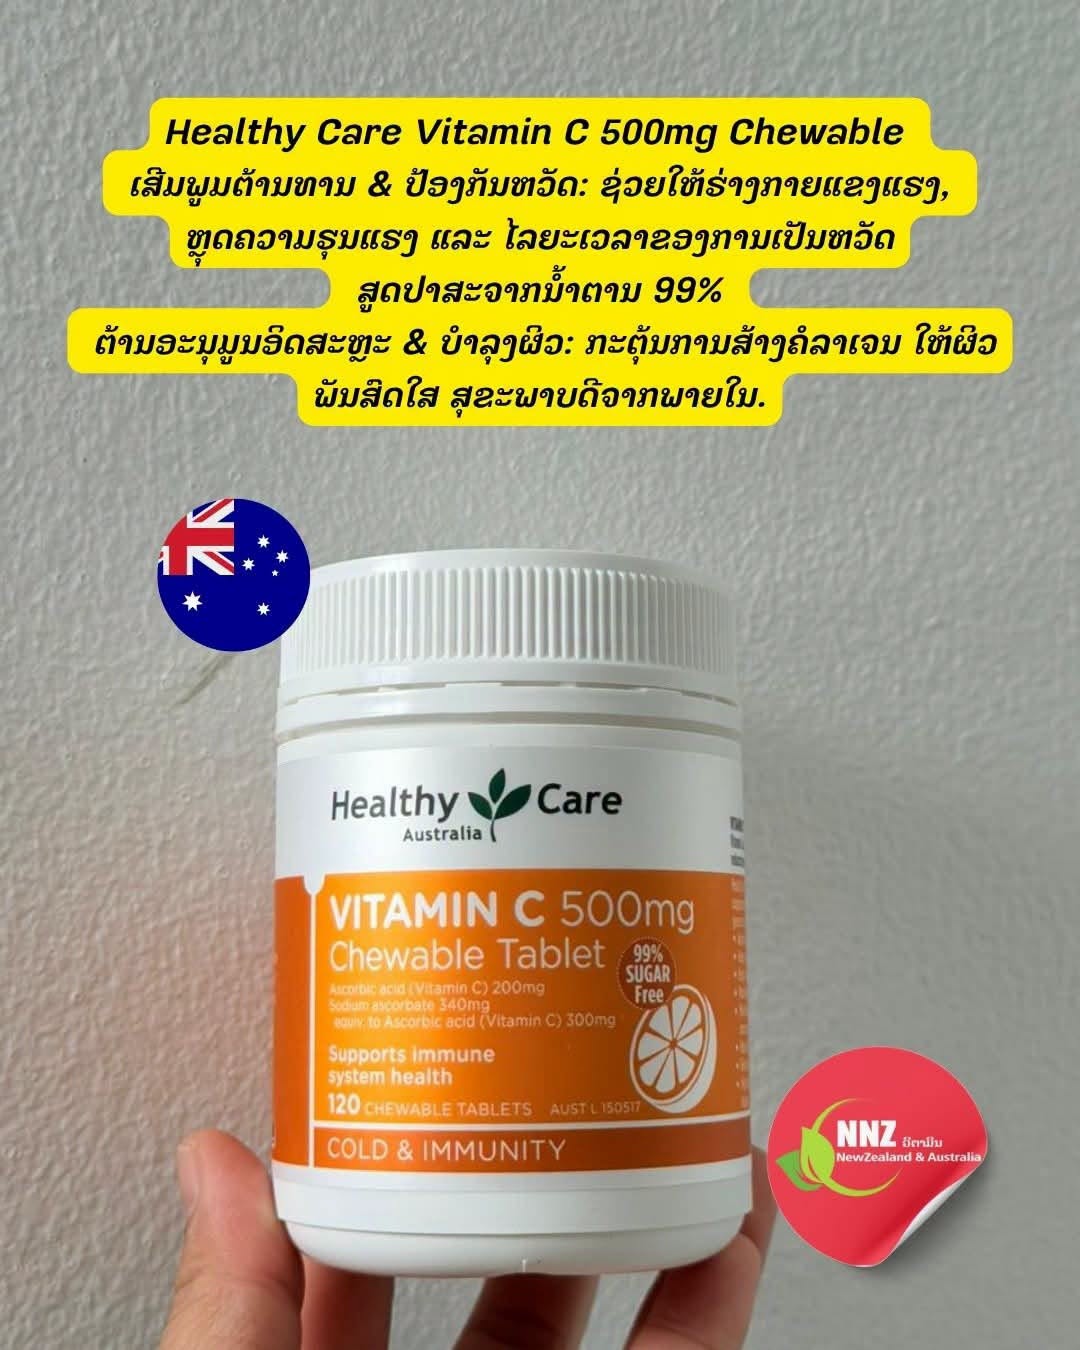 Healthy Care Vitamin C 500mg Chewable
ເສີມພູມຕ້ານທານ & ປ້ອງກັນຫວັດ: ຊ່ວຍໃຫ້ຮ່າງກາຍແຂງແຮງ,
ຫຼຸດຄວາມຮຸນແຮງ ແລະ ໄລຍະເວລາຂອງການເປັນຫວັດ
ສູດປາສະຈາກນ້ຳຕານ 99%
ຕ້ານອະນຸມູນອິດສະຫຼະ & ບຳລຸງຜິວ: ກະຕຸ້ນການສ້າງຄໍລາເຈນ ໃຫ້ຜິວ
ພັນສົດໃສ ສຸຂະພາບດີຈາກພາຍໃນ.
Healthy Care
Australia
VITAMIN C 500mg
Chewable Tablet
99%
SUGAR
Free
Ascorbic acid (Vitamin C) 200mg
Sodium ascorbate 340mg
equiv. to Ascorbic acid (Vitamin C) 300mg
Supports immune
system health
120 CHEWABLE TABLETS AUST L 150517
COLD & IMMUNITY
NNZ ວິຕາມິນ
NewZealand & Australia